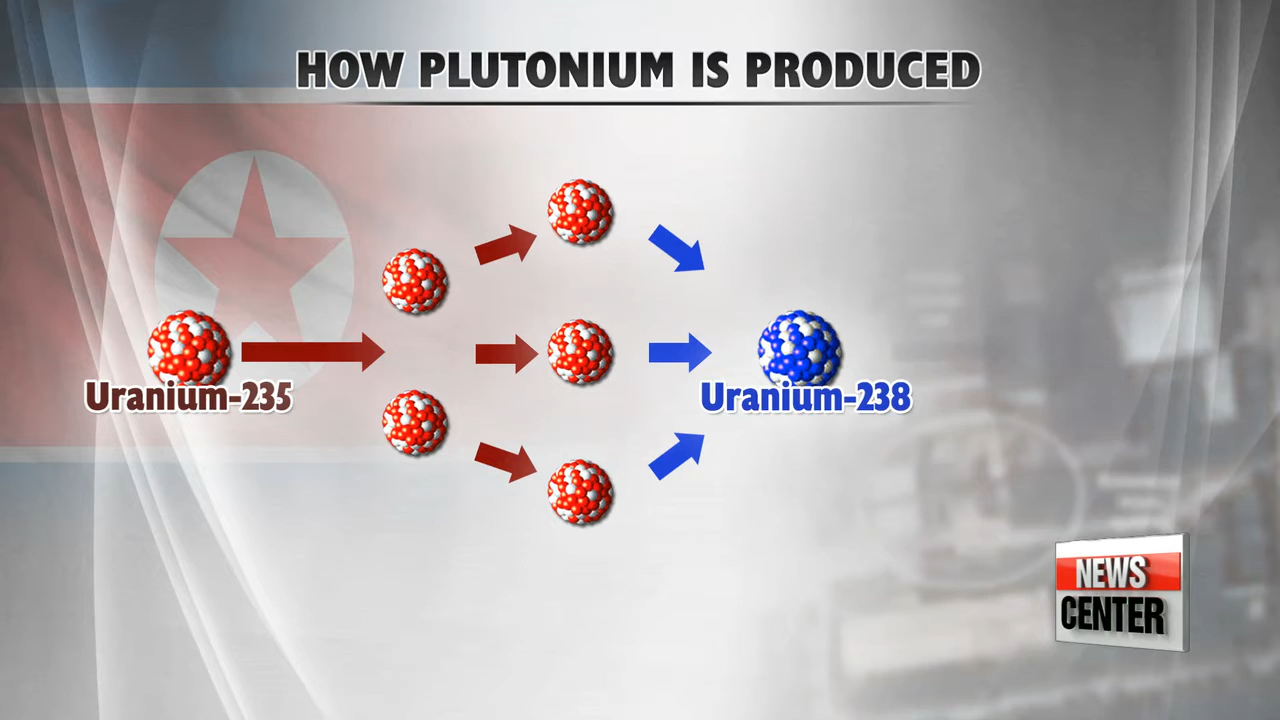 HOW PLUTONIUM IS PRODUCED
Uranium-235
Uranium-238
NEWS
CENTER